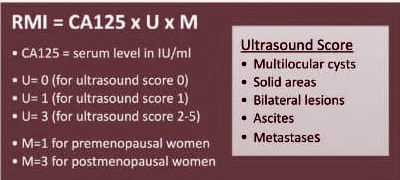 RMI = CA125 x U x M
• CA125 = serum level in IU/ml
• U= 0 (for ultrasound score 0)
• U= 1 (for ultrasound score 1)
• U= 3 (for ultrasound score 2-5)
• M=1 for premenopausal women
• M=3 for postmenopausal women
Ultrasound Score
• Multilocular cysts
• Solid areas
• Bilateral lesions
• Ascites
• Metastases